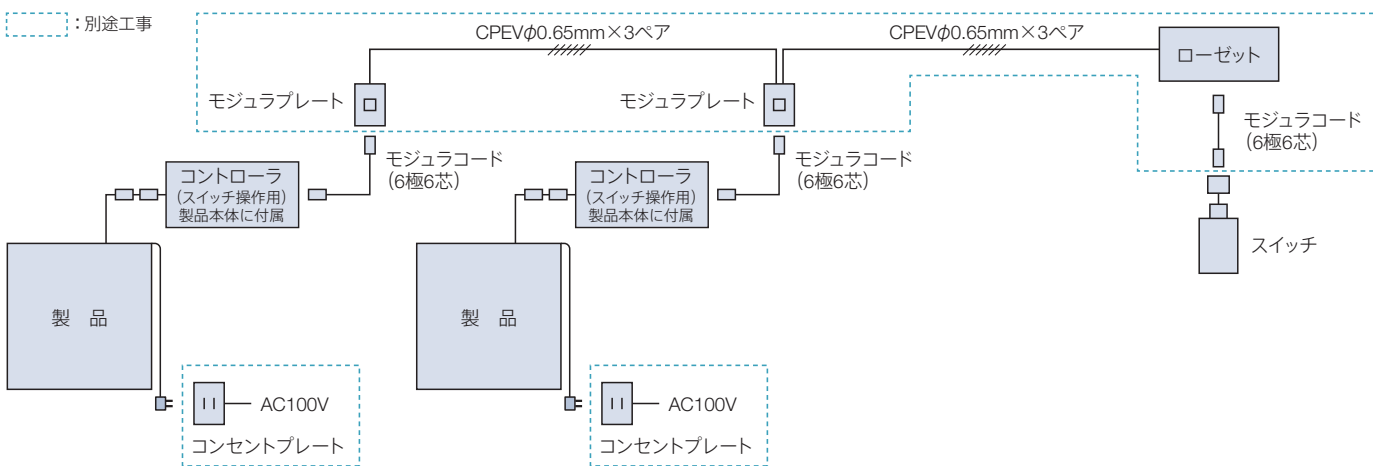 ：別途工事
CPEVφ0.65mm×3ペア
CPEVφ0.65mm×3ペア
ローゼット
モジュラプレート
モジュラプレート
モジュラコード
(6極6芯)
モジュラコード
(6極6芯)
モジュラコード
(6極6芯)
コントローラ
(スイッチ操作用)
製品本体に付属
コントローラ
(スイッチ操作用)
製品本体に付属
スイッチ
製　品
製　品
AC100V
コンセントプレート
AC100V
コンセントプレート